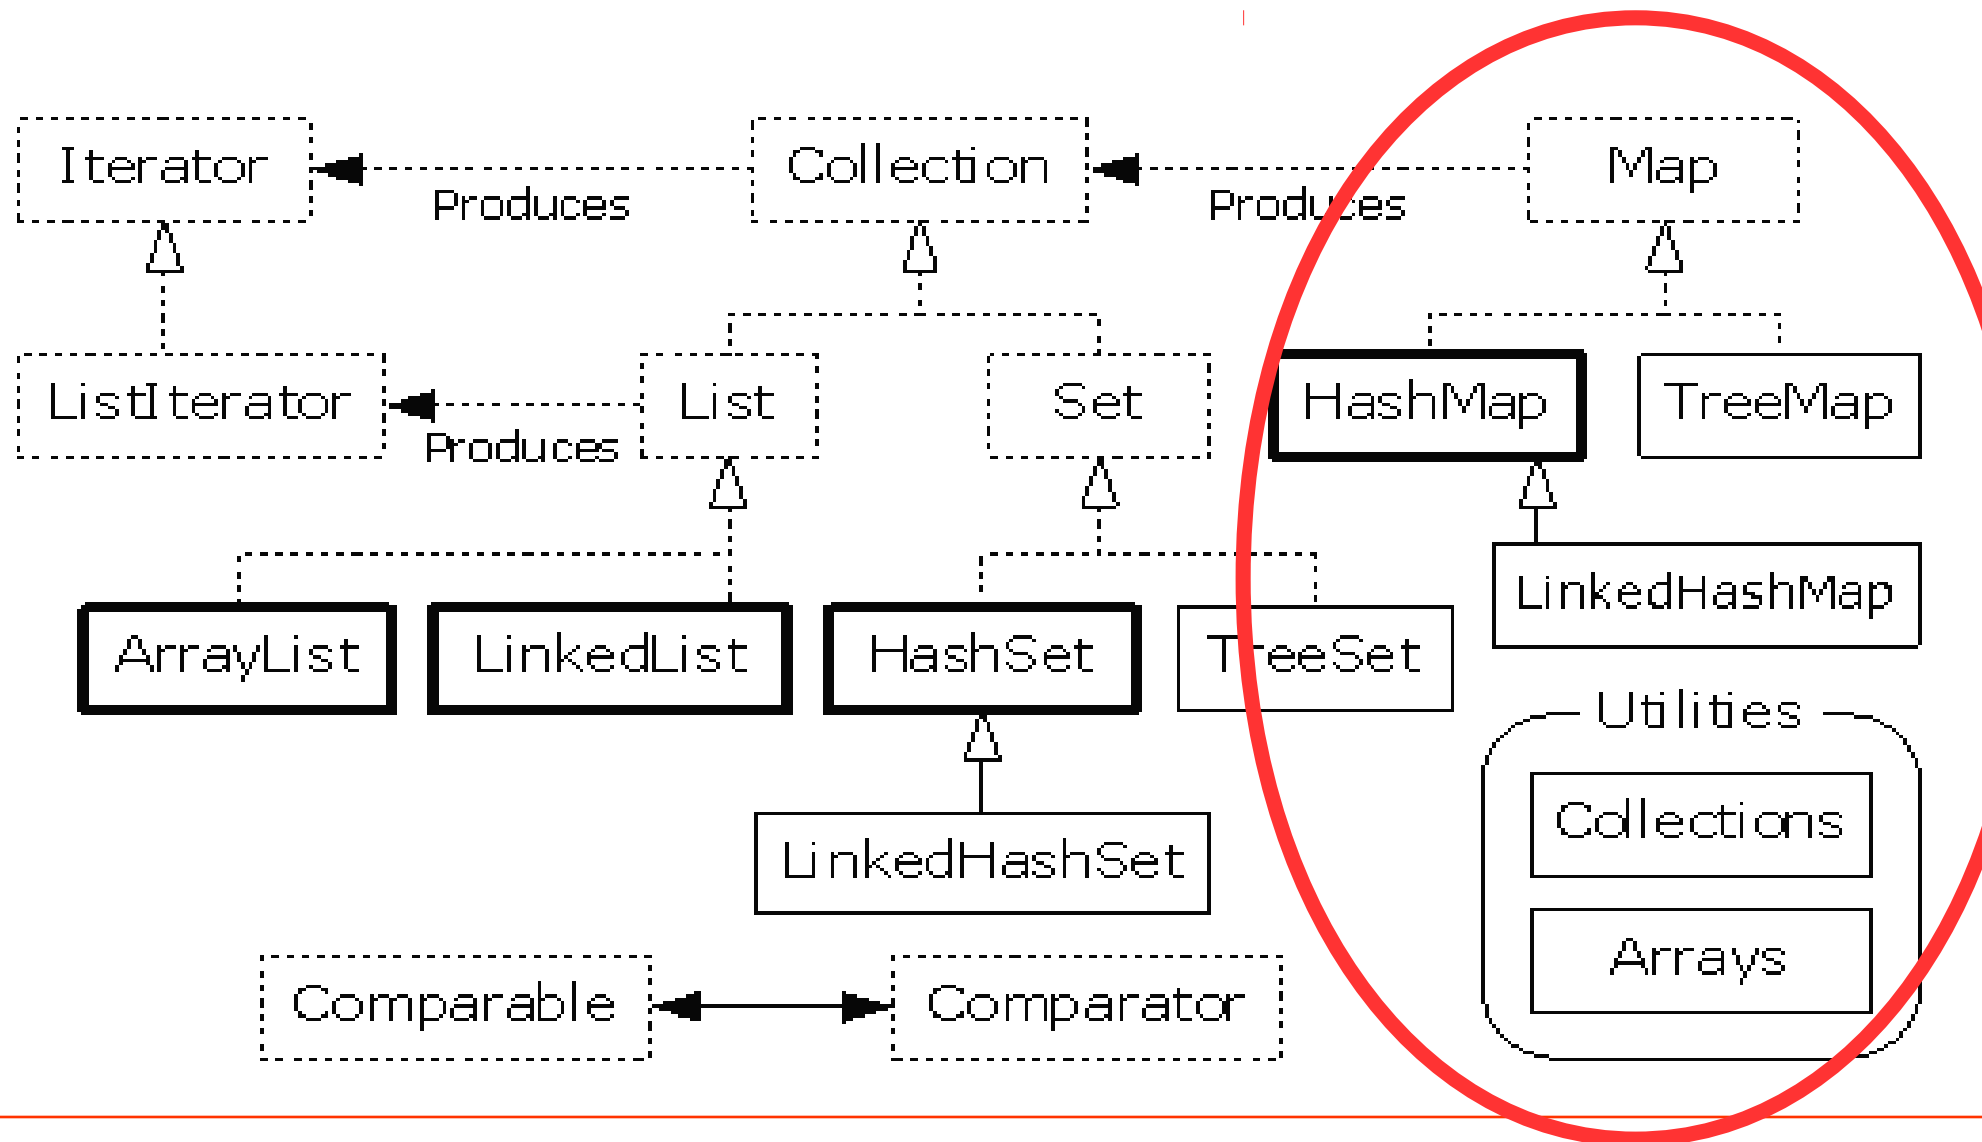 Iterator
Collection
Map
Produces
Produces
ListIterator
List
Set
HashMap
TreeMap
Produces
LinkedHashMap
ArrayList
LinkedList
HashSet
TreeSet
Utilities
Collections
LinkedHashSet
Arrays
Comparable
Comparator